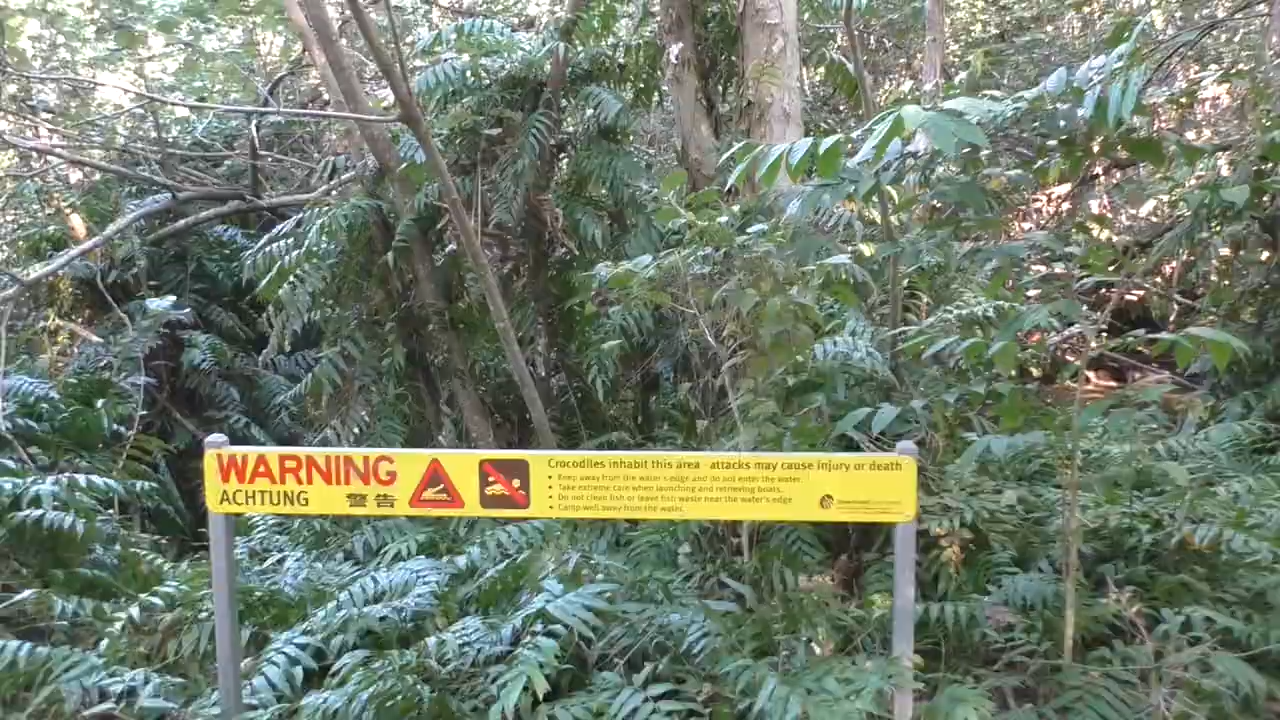 WARNING
ACHTUNG 警告
Crocodiles inhabit this area - attacks may cause injury or death
• Keep away from the water's edge and do not enter the water.
• Take extreme care when launching and retrieving boats.
• Do not clean fish or leave fish waste near the water's edge
• Camp well away from the water.